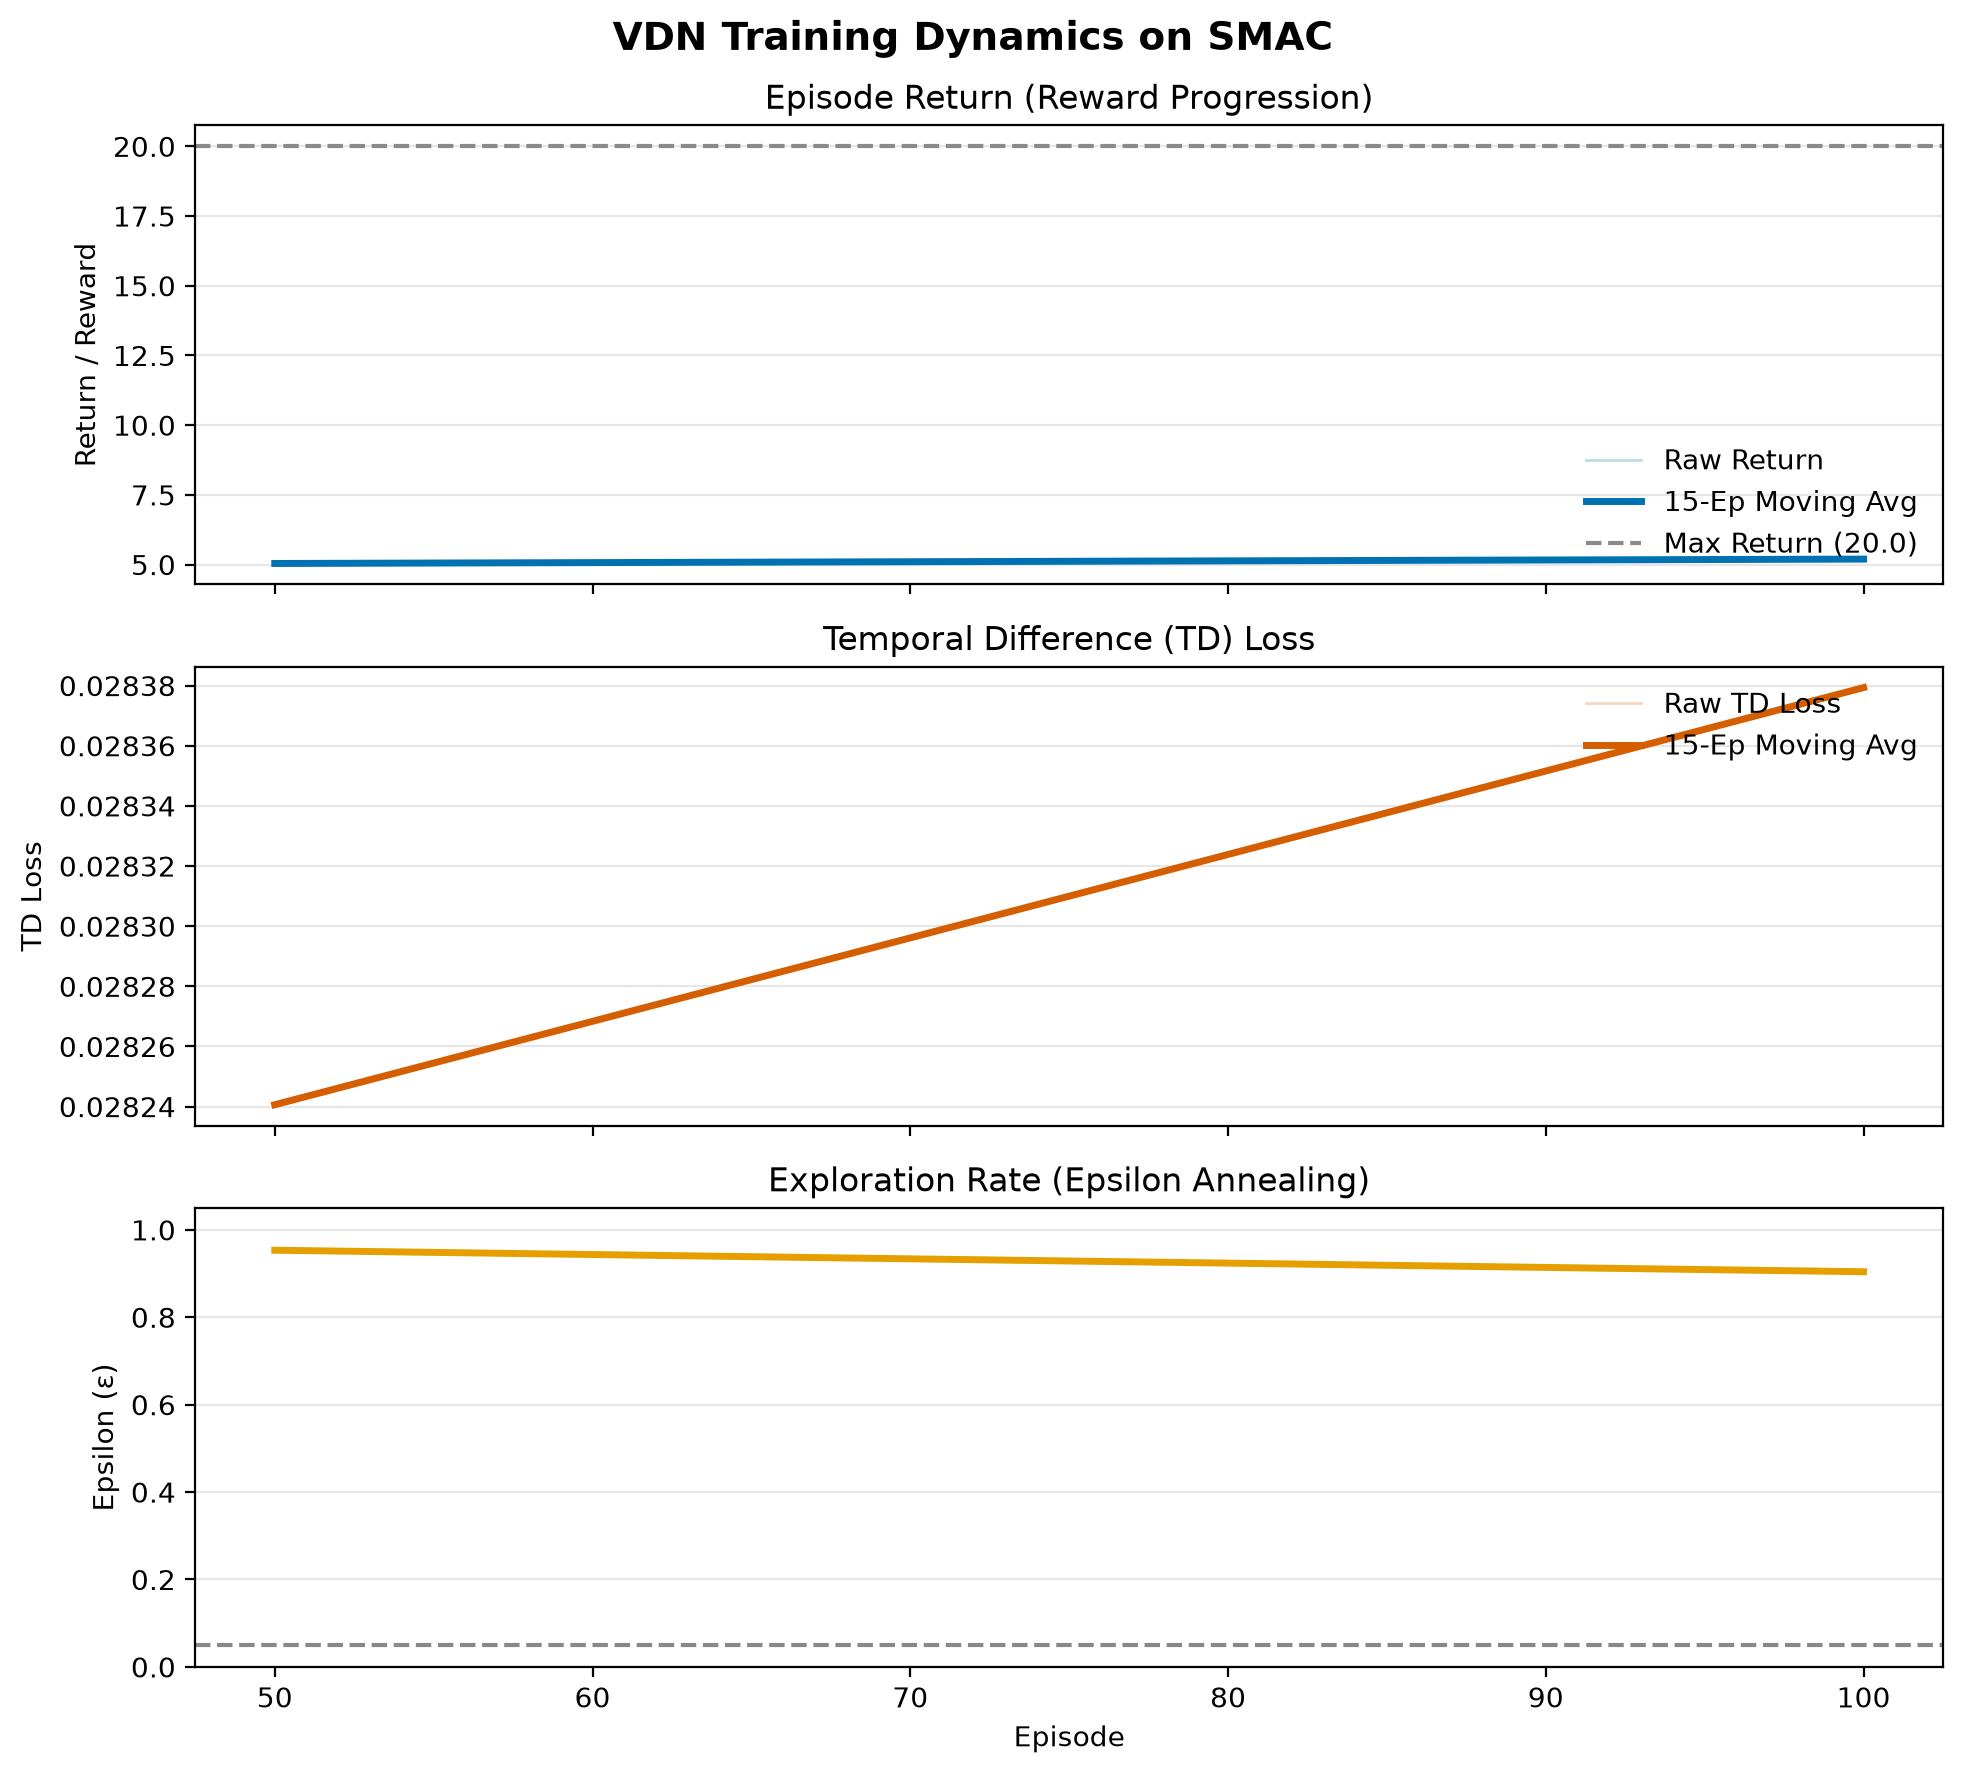 VDN Training Dynamics on SMAC
Episode Return (Reward Progression)
Return / Reward
20.0
17.5
15.0
12.5
10.0
7.5
5.0
Raw Return
15-Ep Moving Avg
Max Return (20.0)
Temporal Difference (TD) Loss
TD Loss
0.02838
0.02836
0.02834
0.02832
0.02830
0.02828
0.02826
0.02824
Raw TD Loss
15-Ep Moving Avg
Exploration Rate (Epsilon Annealing)
Epsilon (ε)
1.0
0.8
0.6
0.4
0.2
0.0
50 60 70 80 90 100
Episode